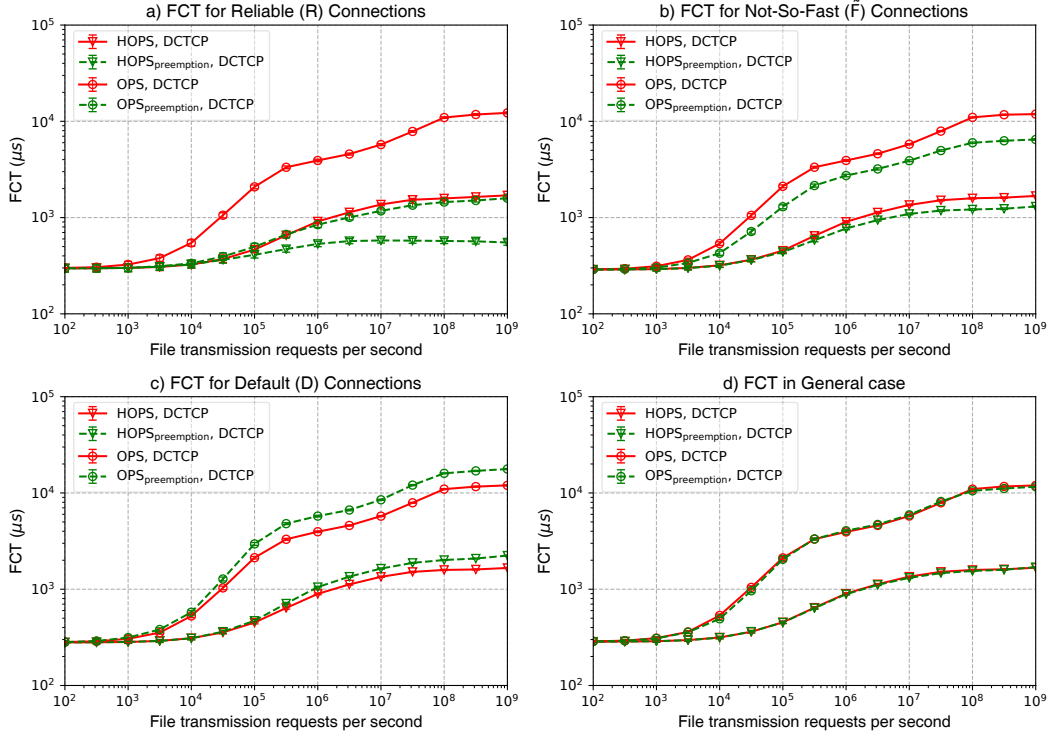 a) FCT for Reliable (R) Connections
HOPS, DCTCP
HOPSpreemption, DCTCP
OPS, DCTCP
OPSpreemption, DCTCP
FCT (μs)
10^5
10^4
10^3
10^2
10^2 10^3 10^4 10^5 10^6 10^7 10^8 10^9
File transmission requests per second
b) FCT for Not-So-Fast (F̃) Connections
HOPS, DCTCP
HOPSpreemption, DCTCP
OPS, DCTCP
OPSpreemption, DCTCP
FCT (μs)
10^5
10^4
10^3
10^2
10^2 10^3 10^4 10^5 10^6 10^7 10^8 10^9
File transmission requests per second
c) FCT for Default (D) Connections
HOPS, DCTCP
HOPSpreemption, DCTCP
OPS, DCTCP
OPSpreemption, DCTCP
FCT (μs)
10^5
10^4
10^3
10^2
10^2 10^3 10^4 10^5 10^6 10^7 10^8 10^9
File transmission requests per second
d) FCT in General case
HOPS, DCTCP
HOPSpreemption, DCTCP
OPS, DCTCP
OPSpreemption, DCTCP
FCT (μs)
10^5
10^4
10^3
10^2
10^2 10^3 10^4 10^5 10^6 10^7 10^8 10^9
File transmission requests per second